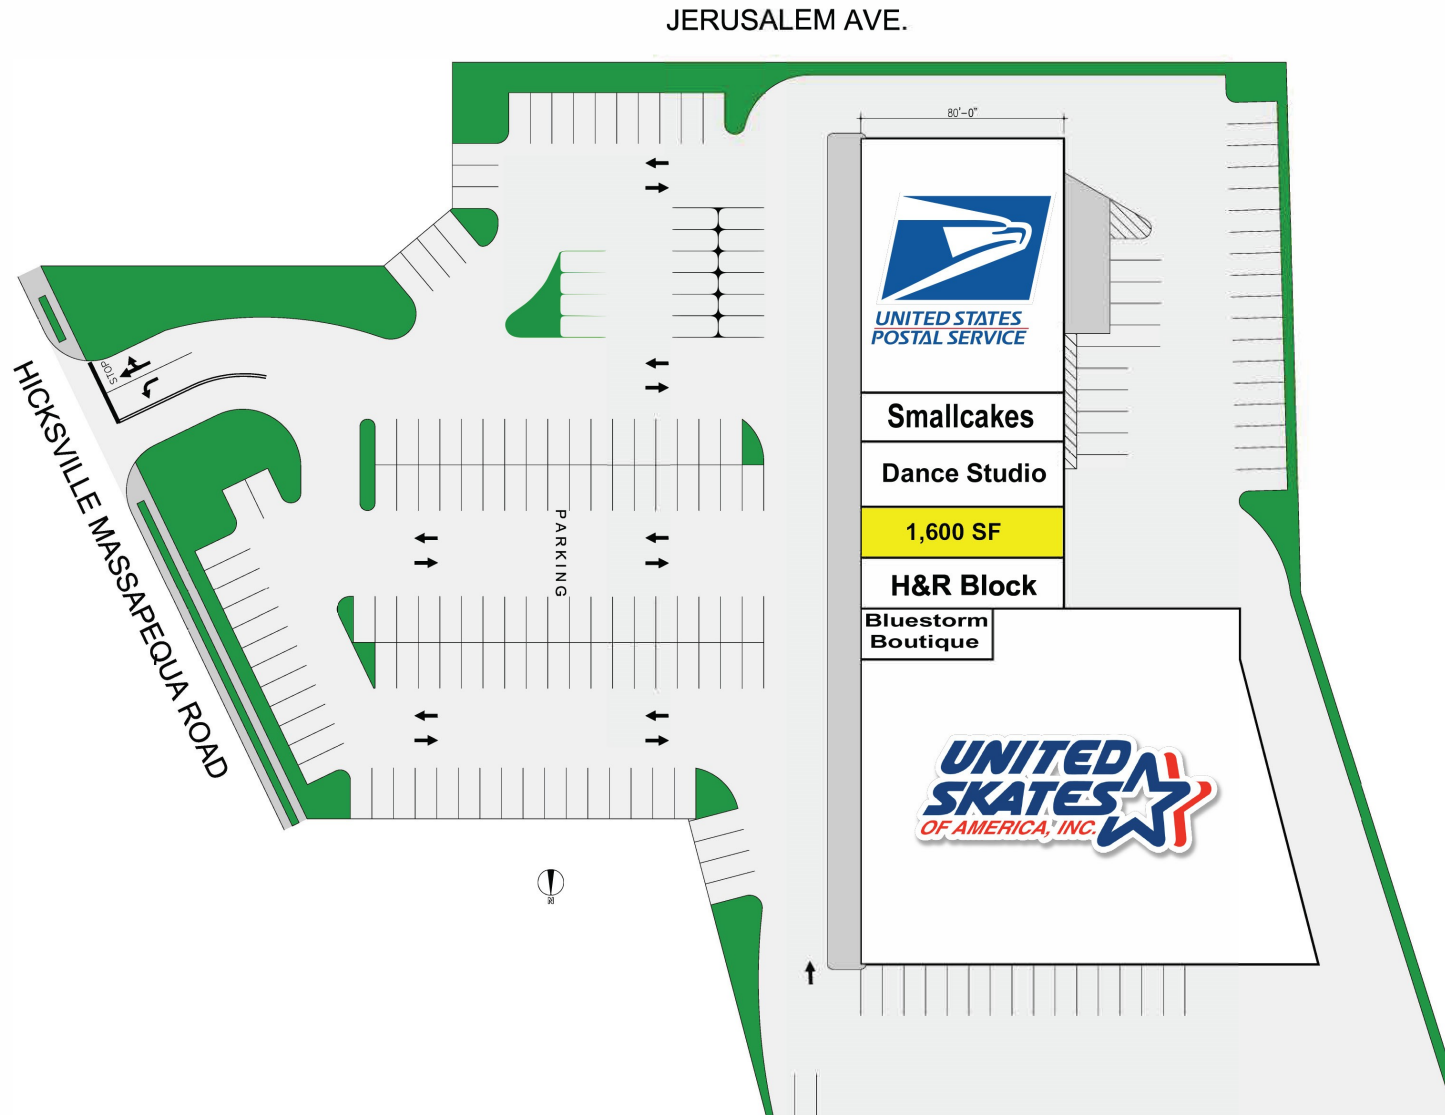 JERUSALEM AVE.
80'-0"
UNITED STATES
POSTAL SERVICE
STOP
HICKSVILLE MASSAPEQUA ROAD
Smallcakes
Dance Studio
PARKING
1,600 SF
H&R Block
Bluestorm
Boutique
UNITED
SKATES
OF AMERICA, INC.
N